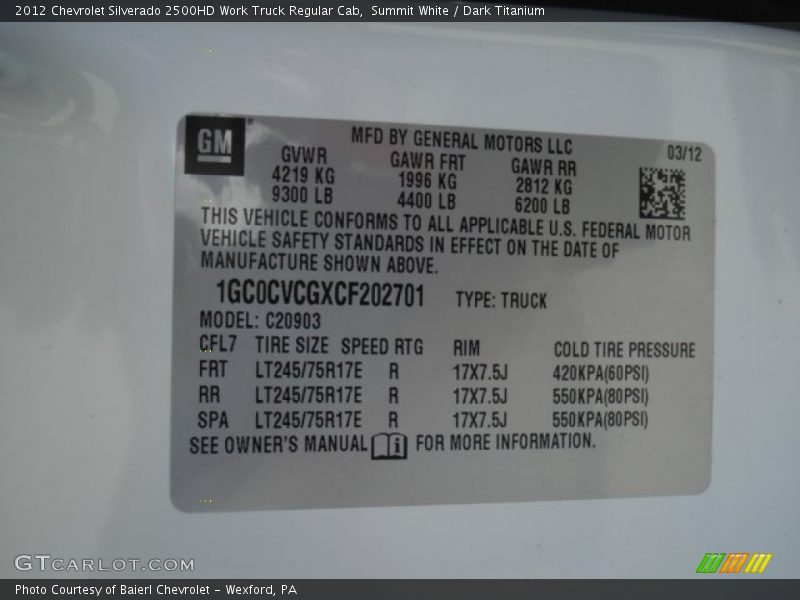 2012 Chevrolet Silverado 2500HD Work Truck Regular Cab, Summit White / Dark Titanium
GM
MFD BY GENERAL MOTORS LLC
03/12
GVWR GAWR FRT GAWR RR
4219 KG 1996 KG 2812 KG
9300 LB 4400 LB 6200 LB
THIS VEHICLE CONFORMS TO ALL APPLICABLE U.S. FEDERAL MOTOR
VEHICLE SAFETY STANDARDS IN EFFECT ON THE DATE OF
MANUFACTURE SHOWN ABOVE.
1GC0CVCGXCF202701 TYPE: TRUCK
MODEL: C20903
CFL7 TIRE SIZE SPEED RTG RIM COLD TIRE PRESSURE
FRT LT245/75R17E R 17X7.5J 420KPA(60PSI)
RR LT245/75R17E R 17X7.5J 550KPA(80PSI)
SPA LT245/75R17E R 17X7.5J 550KPA(80PSI)
SEE OWNER'S MANUAL i FOR MORE INFORMATION.
GTCARLOT.COM
Photo Courtesy of Baierl Chevrolet - Wexford, PA